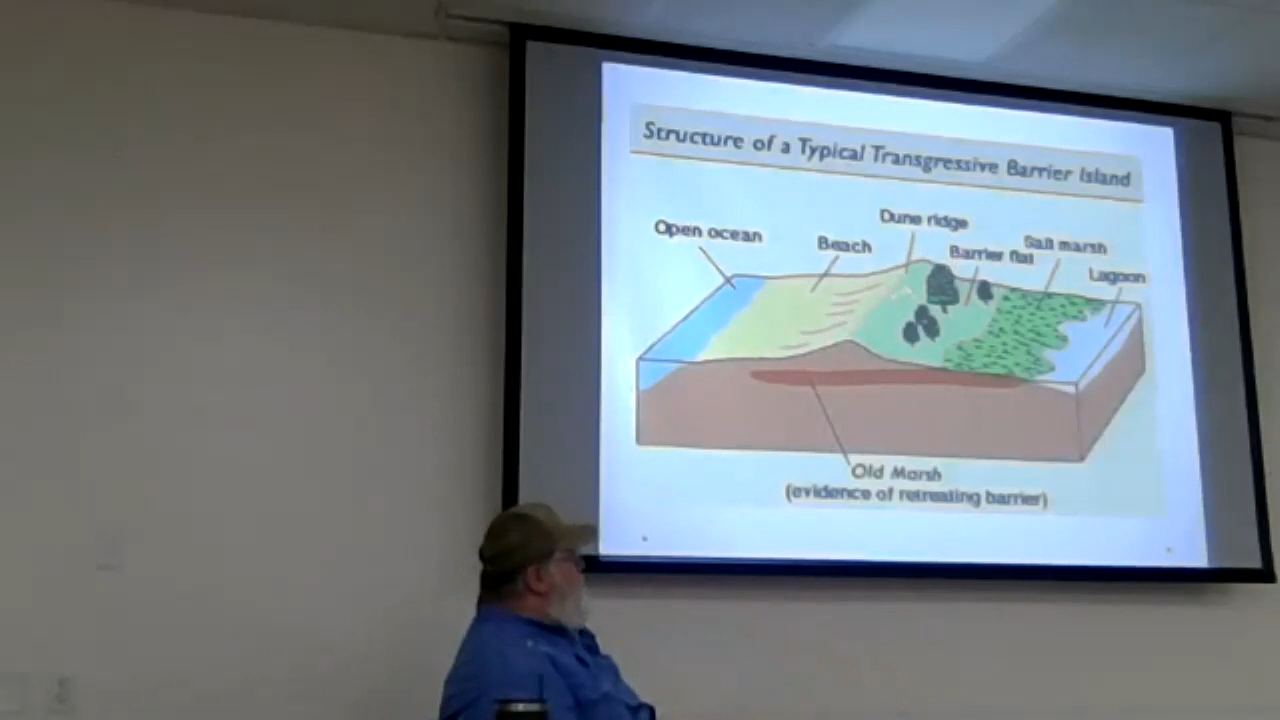 Structure of a Typical Transgressive Barrier Island
Dune ridge
Open ocean
Beach
Salt marsh
Barrier flat
Lagoon
Old Marsh
(evidence of retreating barrier)